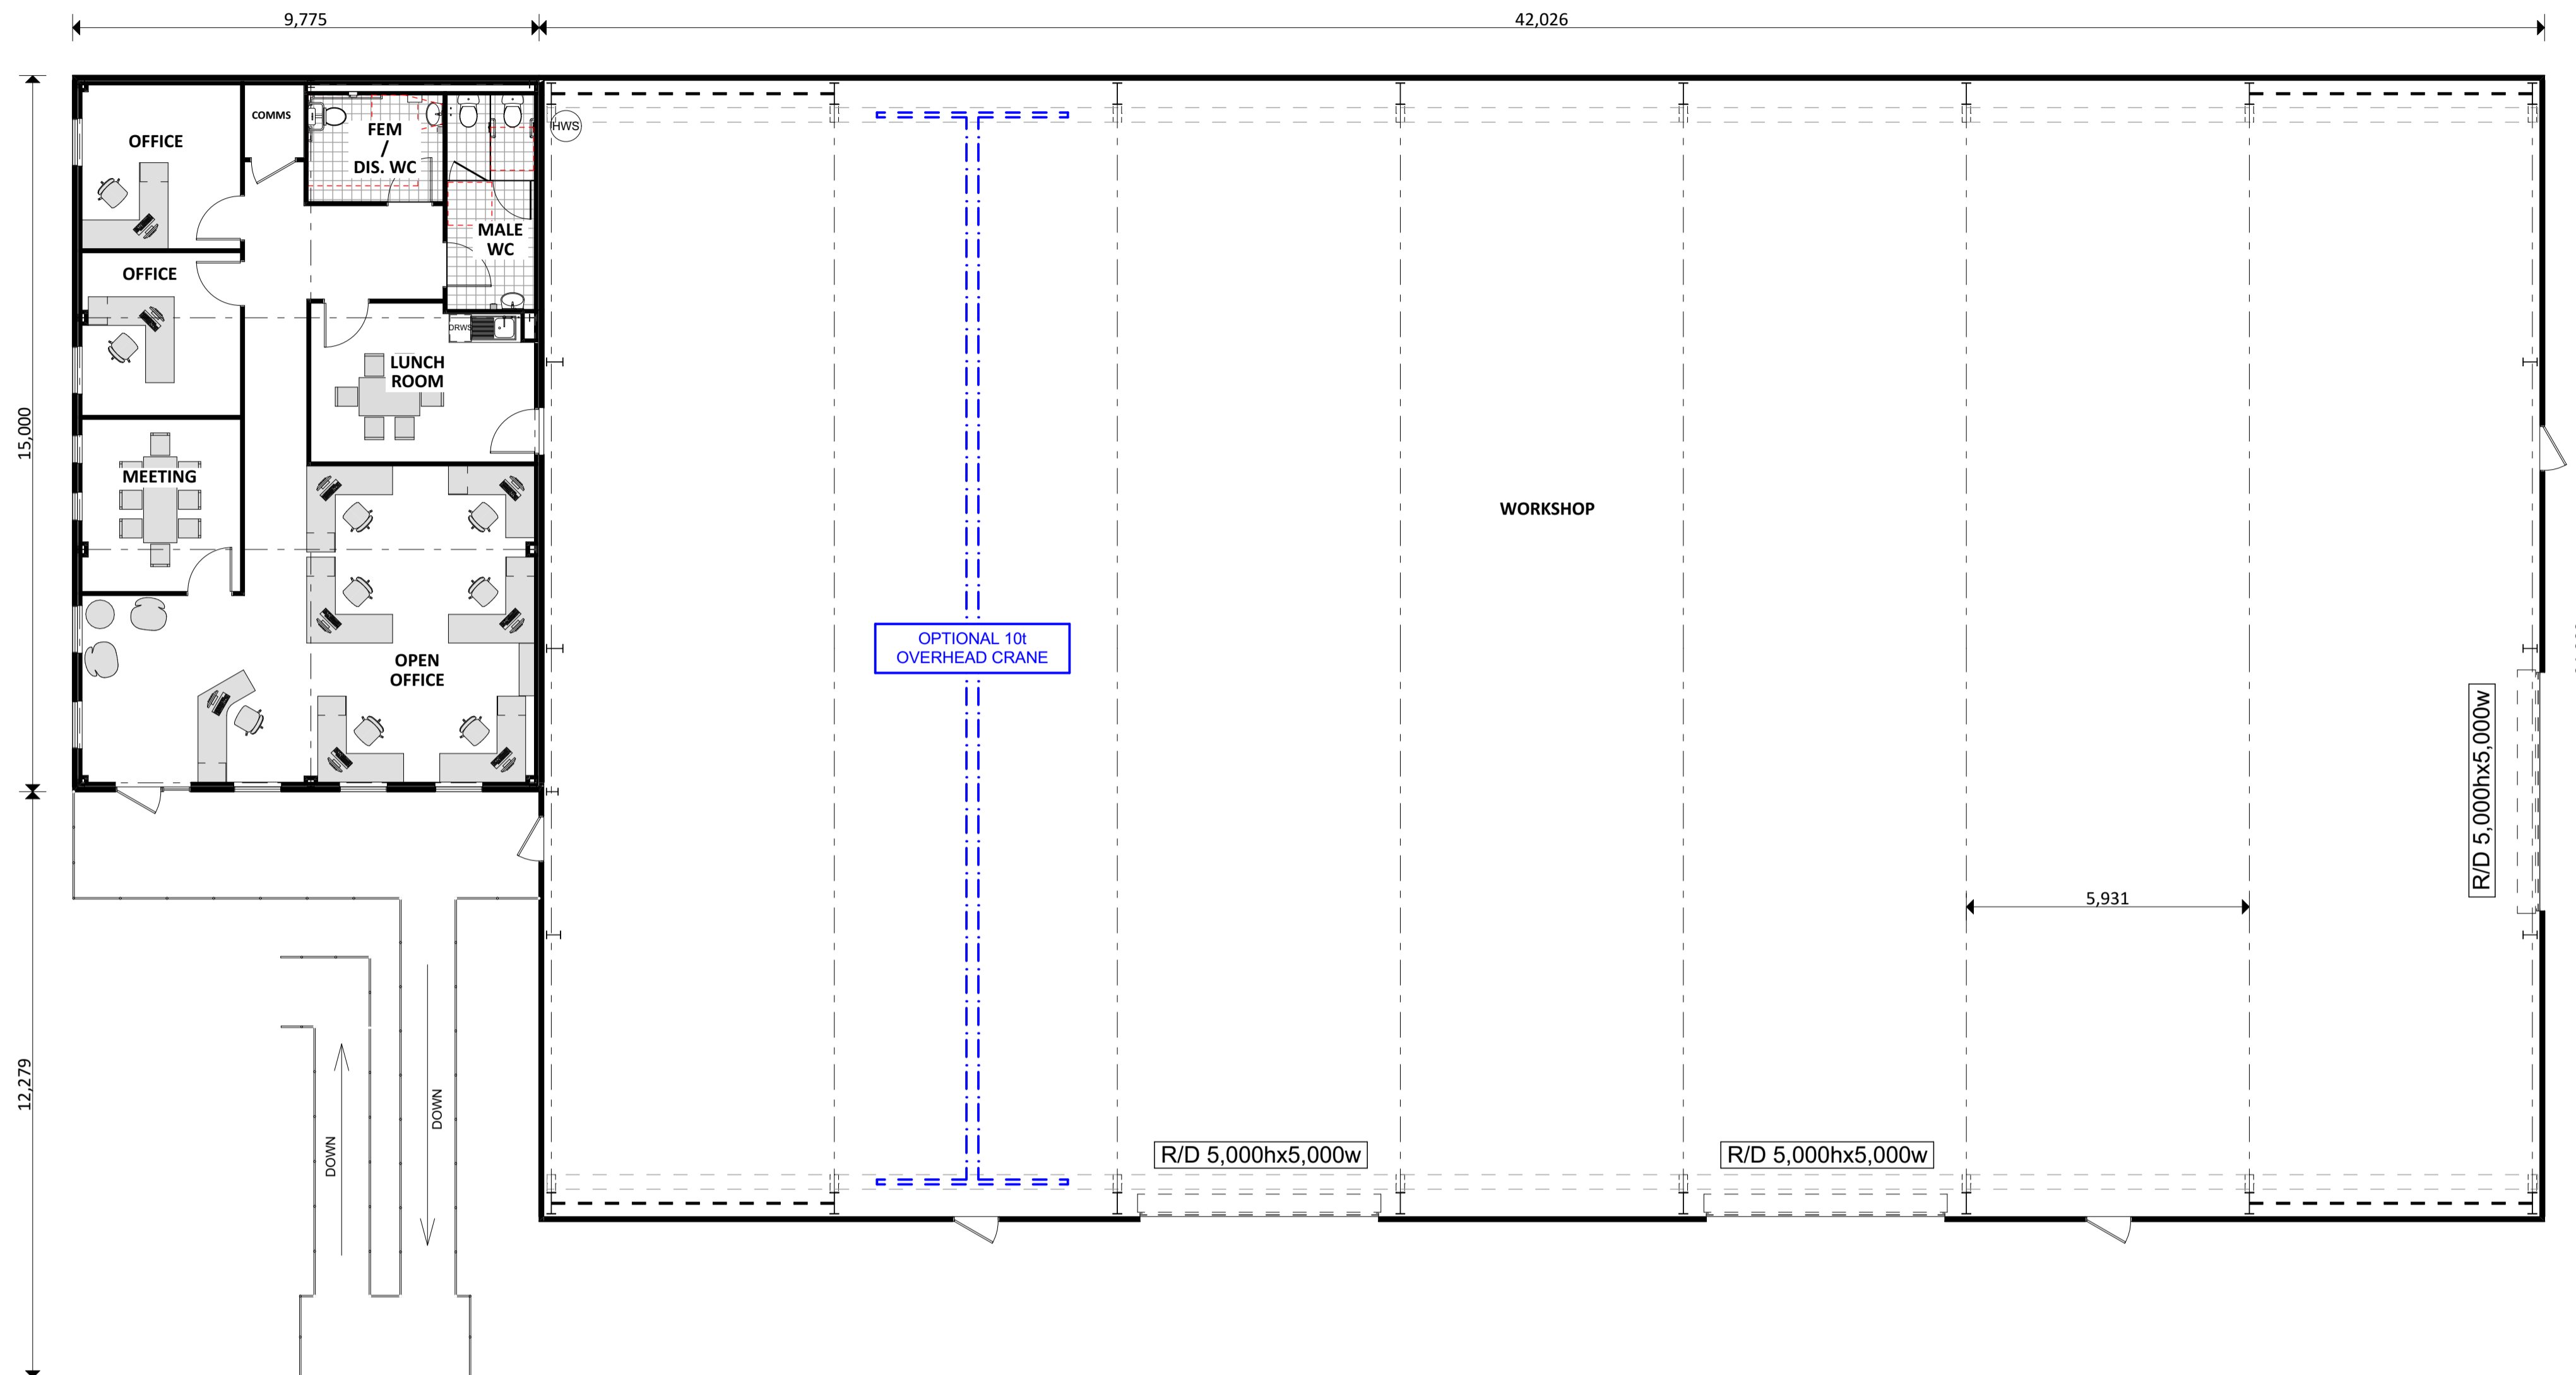 9,775
42,026
COMMS
OFFICE
FEM
/
DIS. WC
HWS
MALE
WC
OFFICE
DRWS
LUNCH
ROOM
15,000
MEETING
WORKSHOP
OPTIONAL 10t
OVERHEAD CRANE
OPEN
OFFICE
R/D 5,000hx5,000w
5,931
12,279
DOWN
DOWN
R/D 5,000hx5,000w
R/D 5,000hx5,000w